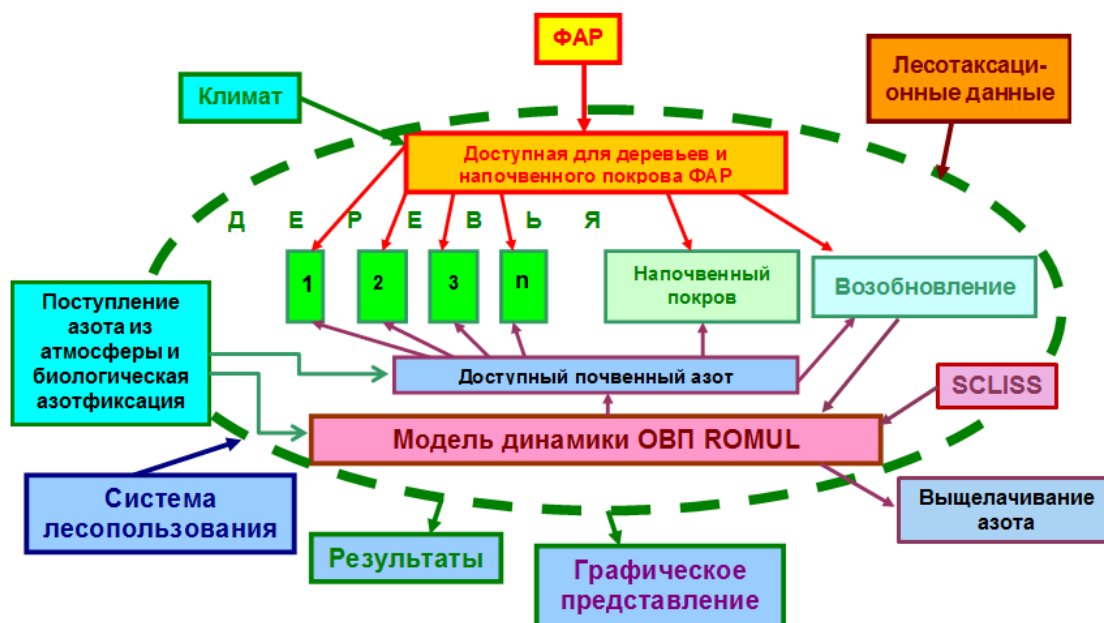 ФАР
Лесотаксаци-
онные данные
Климат
Доступная для деревьев и
напочвенного покрова ФАР
Д Е Р Е В Ь Я
1 2 3 n
Напочвенный
покров
Возобновление
Поступление
азота из
атмосферы и
биологическая
азотфиксация
Доступный почвенный азот
SCLISS
Модель динамики ОВП ROMUL
Система
лесопользования
Выщелачивание
азота
Результаты
Графическое
представление